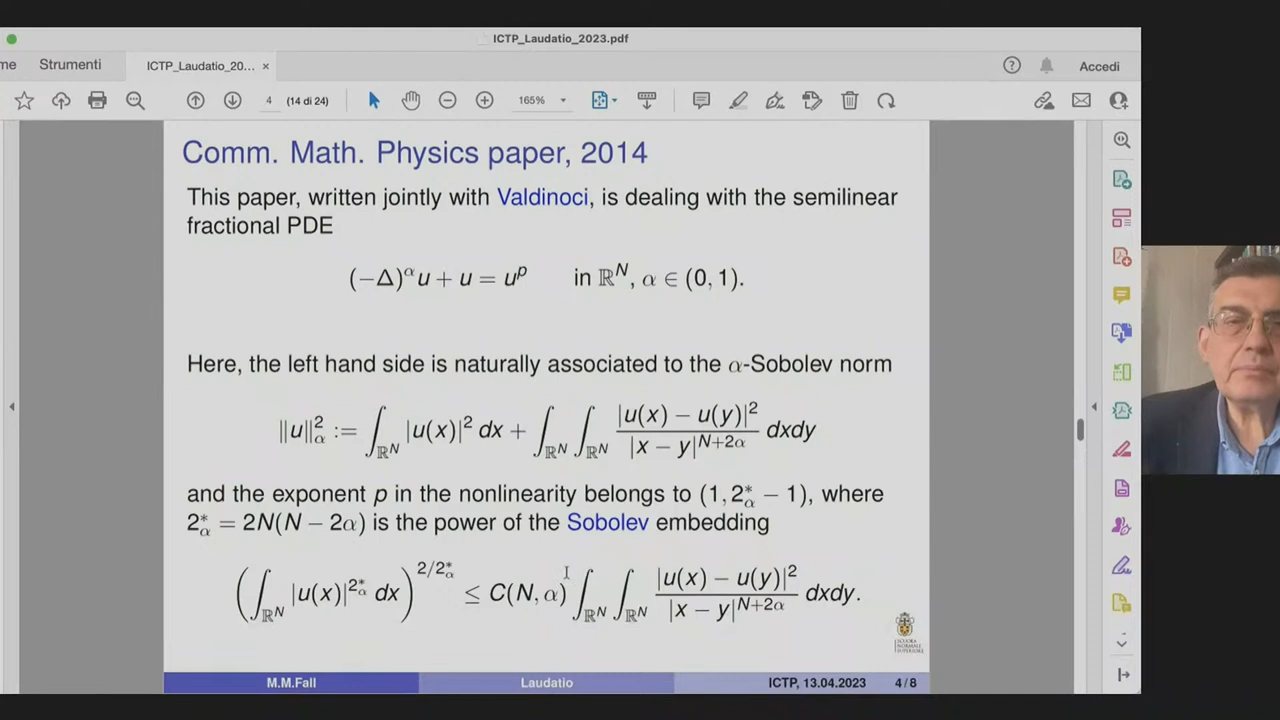 ICTP_Laudatio_2023.pdf
me Strumenti ICTP_Laudatio_20... × Accedi
4 (14 di 24) 165%
Comm. Math. Physics paper, 2014
This paper, written jointly with Valdinoci, is dealing with the semilinear
fractional PDE
(−Δ)^α u + u = u^p in ℝ^N, α ∈ (0, 1).
Here, the left hand side is naturally associated to the α-Sobolev norm
‖u‖²_α := ∫_{ℝ^N} |u(x)|² dx + ∫_{ℝ^N} ∫_{ℝ^N} |u(x) − u(y)|² / |x − y|^{N+2α} dxdy
and the exponent p in the nonlinearity belongs to (1, 2*_α − 1), where
2*_α = 2N(N − 2α) is the power of the Sobolev embedding
(∫_{ℝ^N} |u(x)|^{2*_α} dx)^{2/2*_α} ≤ C(N, α) ∫_{ℝ^N} ∫_{ℝ^N} |u(x) − u(y)|² / |x − y|^{N+2α} dxdy.
SCUOLA
NORMALE
SUPERIORE
M.M.Fall Laudatio ICTP, 13.04.2023 4/8